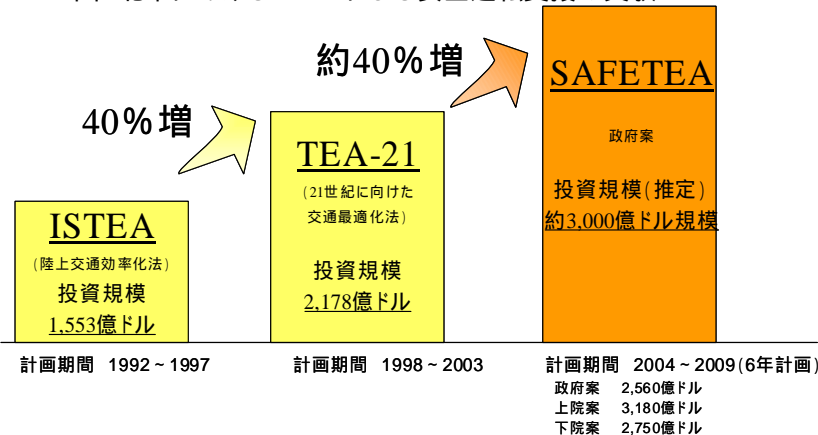 約40%増
SAFETEA
40%増
政府案
TEA-21
(21世紀に向けた
交通最適化法)
投資規模(推定)
約3,000億ドル規模
ISTEA
(陸上交通効率化法)
投資規模
1,553億ドル
投資規模
2,178億ドル
計画期間 1992~1997
計画期間 1998~2003
計画期間 2004~2009(6年計画)
政府案 2,560億ドル
上院案 3,180億ドル
下院案 2,750億ドル